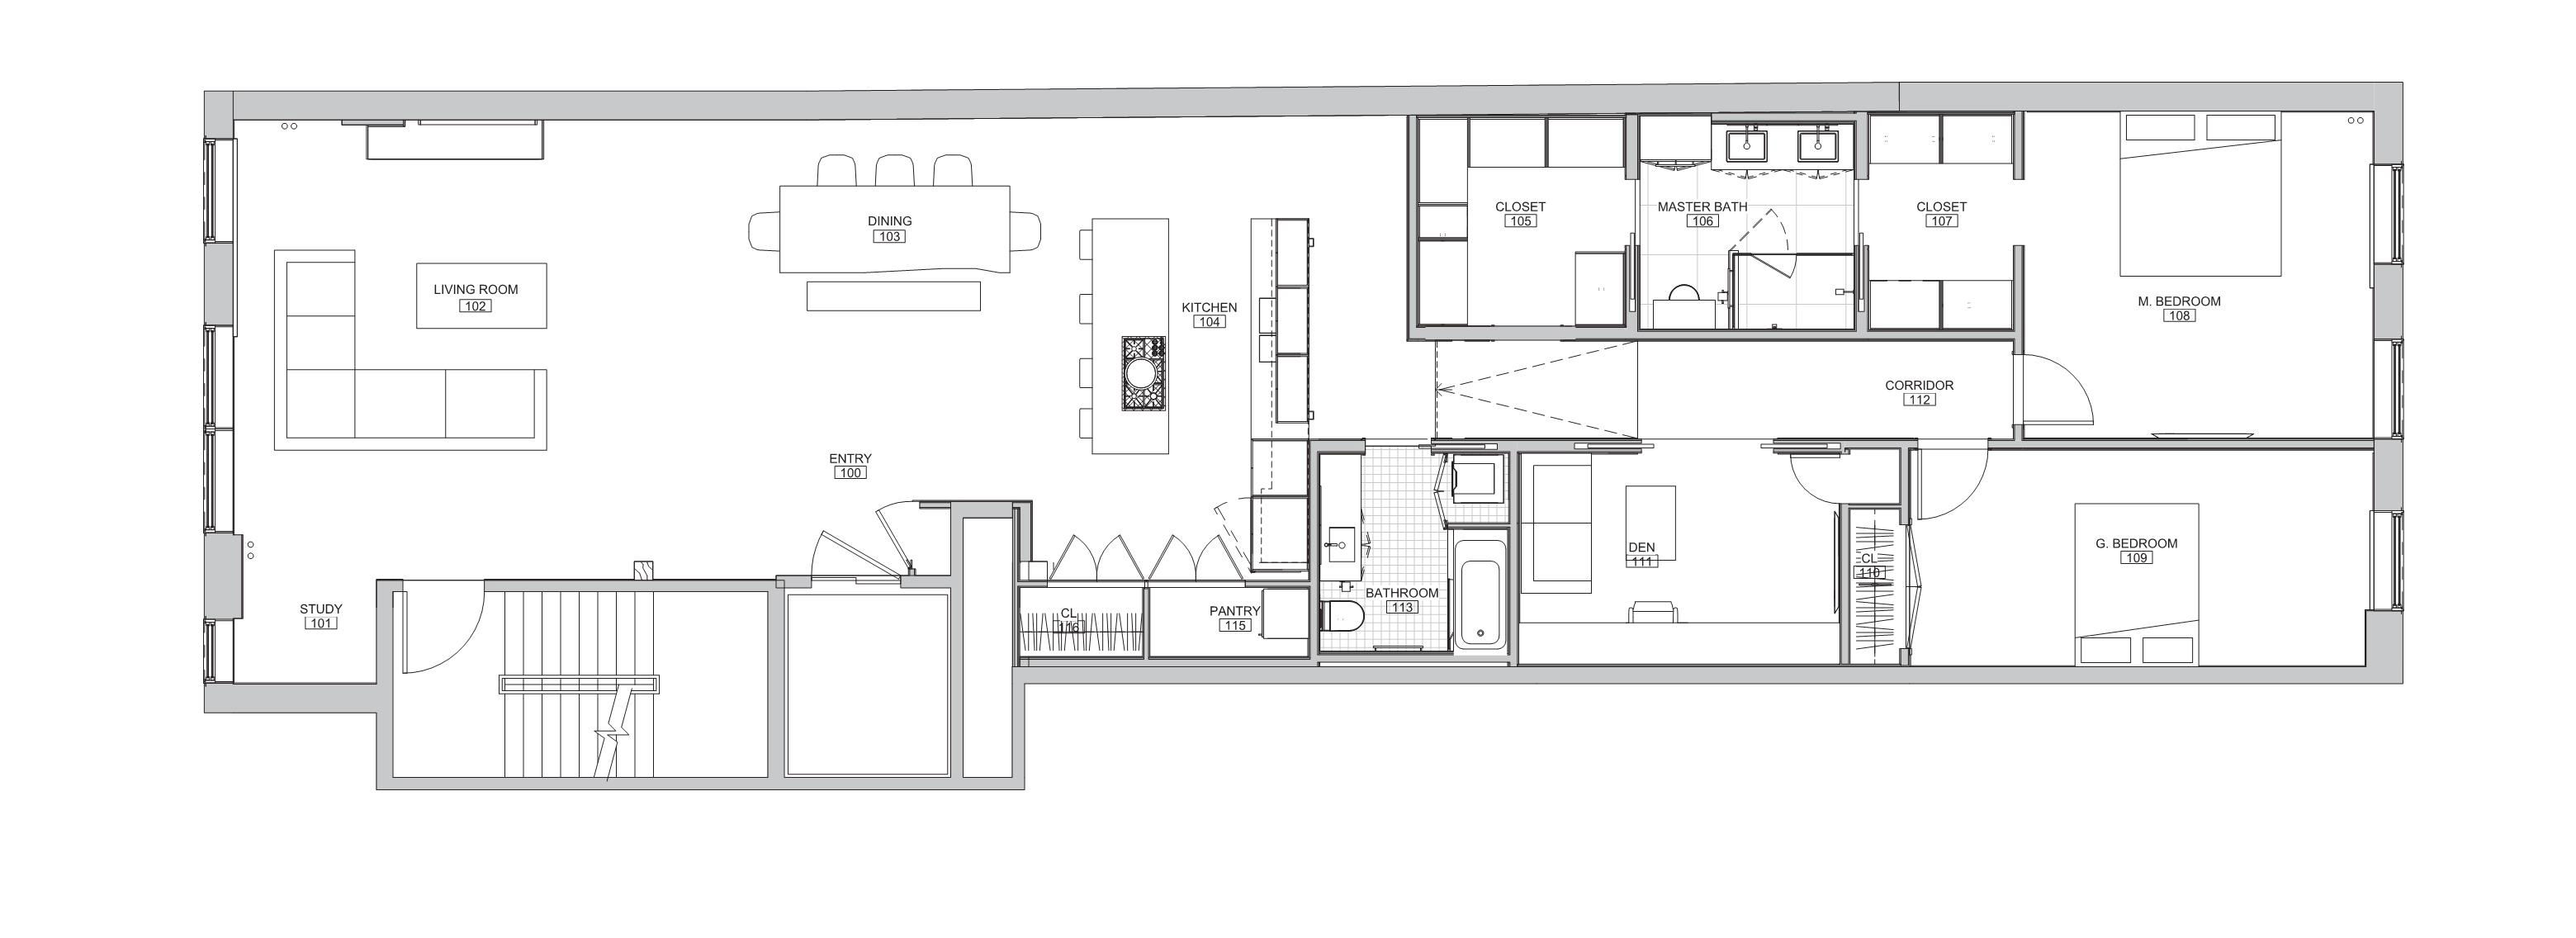 CLOSET
105
MASTER BATH
106
CLOSET
107
DINING
103
LIVING ROOM
102
KITCHEN
104
M. BEDROOM
108
CORRIDOR
112
ENTRY
100
DEN
111
G. BEDROOM
109
CL
110
BATHROOM
113
STUDY
101
CL
116
PANTRY
115